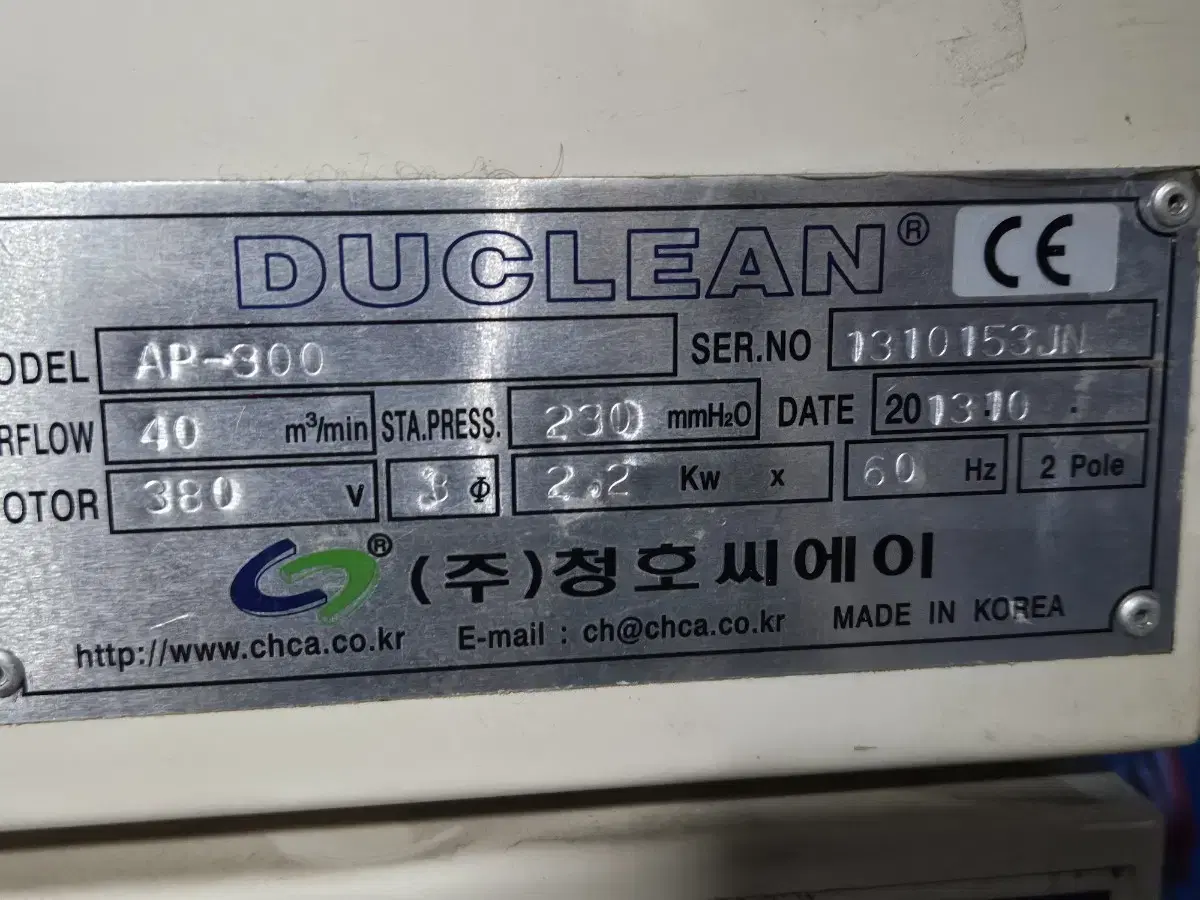 DUCLEAN® CE
ODEL AP-300 SER.NO 1310153JN
RFLOW 40 m³/min STA.PRESS. 230 mmH₂O DATE 2013.10 .
OTOR 380 V 3 Φ 2.2 Kw x 60 Hz 2 Pole
® (주)청호씨에이
http://www.chca.co.kr E-mail : ch@chca.co.kr MADE IN KOREA